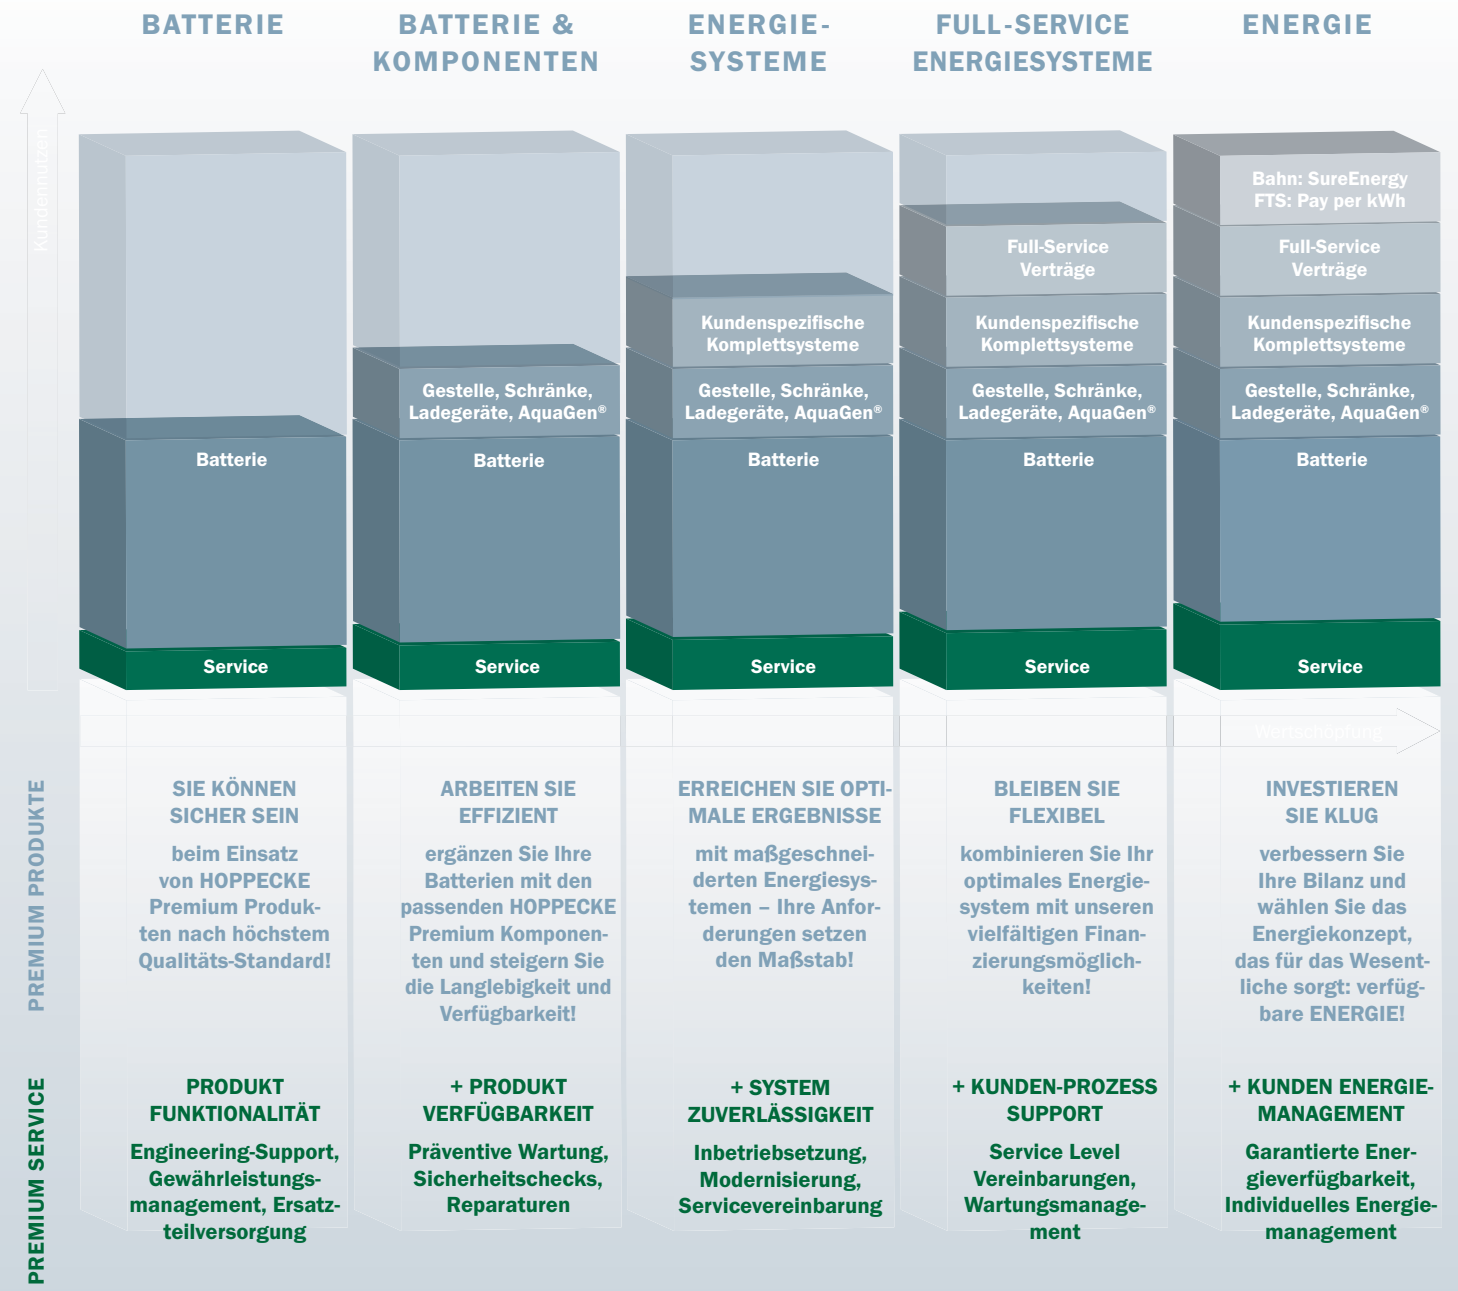 BATTERIE
BATTERIE &
KOMPONENTEN
ENERGIE-
SYSTEME
FULL-SERVICE
ENERGIESYSTEME
ENERGIE
Kundennutzen
Batterie
Service
Gestelle, Schränke,
Ladegeräte, AquaGen®
Batterie
Service
Kundenspezifische
Komplettsysteme
Gestelle, Schränke,
Ladegeräte, AquaGen®
Batterie
Service
Full-Service
Verträge
Kundenspezifische
Komplettsysteme
Gestelle, Schränke,
Ladegeräte, AquaGen®
Batterie
Service
Bahn: SureEnergy
FTS: Pay per kWh
Full-Service
Verträge
Kundenspezifische
Komplettsysteme
Gestelle, Schränke,
Ladegeräte, AquaGen®
Batterie
Service
Wertschöpfung
PREMIUM PRODUKTE
SIE KÖNNEN
SICHER SEIN
beim Einsatz
von HOPPECKE
Premium Produk-
ten nach höchstem
Qualitäts-Standard!
ARBEITEN SIE
EFFIZIENT
ergänzen Sie Ihre
Batterien mit den
passenden HOPPECKE
Premium Komponen-
ten und steigern Sie
die Langlebigkeit und
Verfügbarkeit!
ERREICHEN SIE OPTI-
MALE ERGEBNISSE
mit maßgeschnei-
derten Energiesys-
temen – Ihre Anfor-
derungen setzen
den Maßstab!
BLEIBEN SIE
FLEXIBEL
kombinieren Sie Ihr
optimales Energie-
system mit unseren
vielfältigen Finan-
zierungsmöglich-
keiten!
INVESTIEREN
SIE KLUG
verbessern Sie
Ihre Bilanz und
wählen Sie das
Energiekonzept,
das für das Wesent-
liche sorgt: verfüg-
bare ENERGIE!
PREMIUM SERVICE
PRODUKT
FUNKTIONALITÄT
Engineering-Support,
Gewährleistungs-
management, Ersatz-
teilversorgung
+ PRODUKT
VERFÜGBARKEIT
Präventive Wartung,
Sicherheitschecks,
Reparaturen
+ SYSTEM
ZUVERLÄSSIGKEIT
Inbetriebsetzung,
Modernisierung,
Servicevereinbarung
+ KUNDEN-PROZESS
SUPPORT
Service Level
Vereinbarungen,
Wartungsmanage-
ment
+ KUNDEN ENERGIE-
MANAGEMENT
Garantierte Ener-
gieverfügbarkeit,
Individuelles Energie-
management